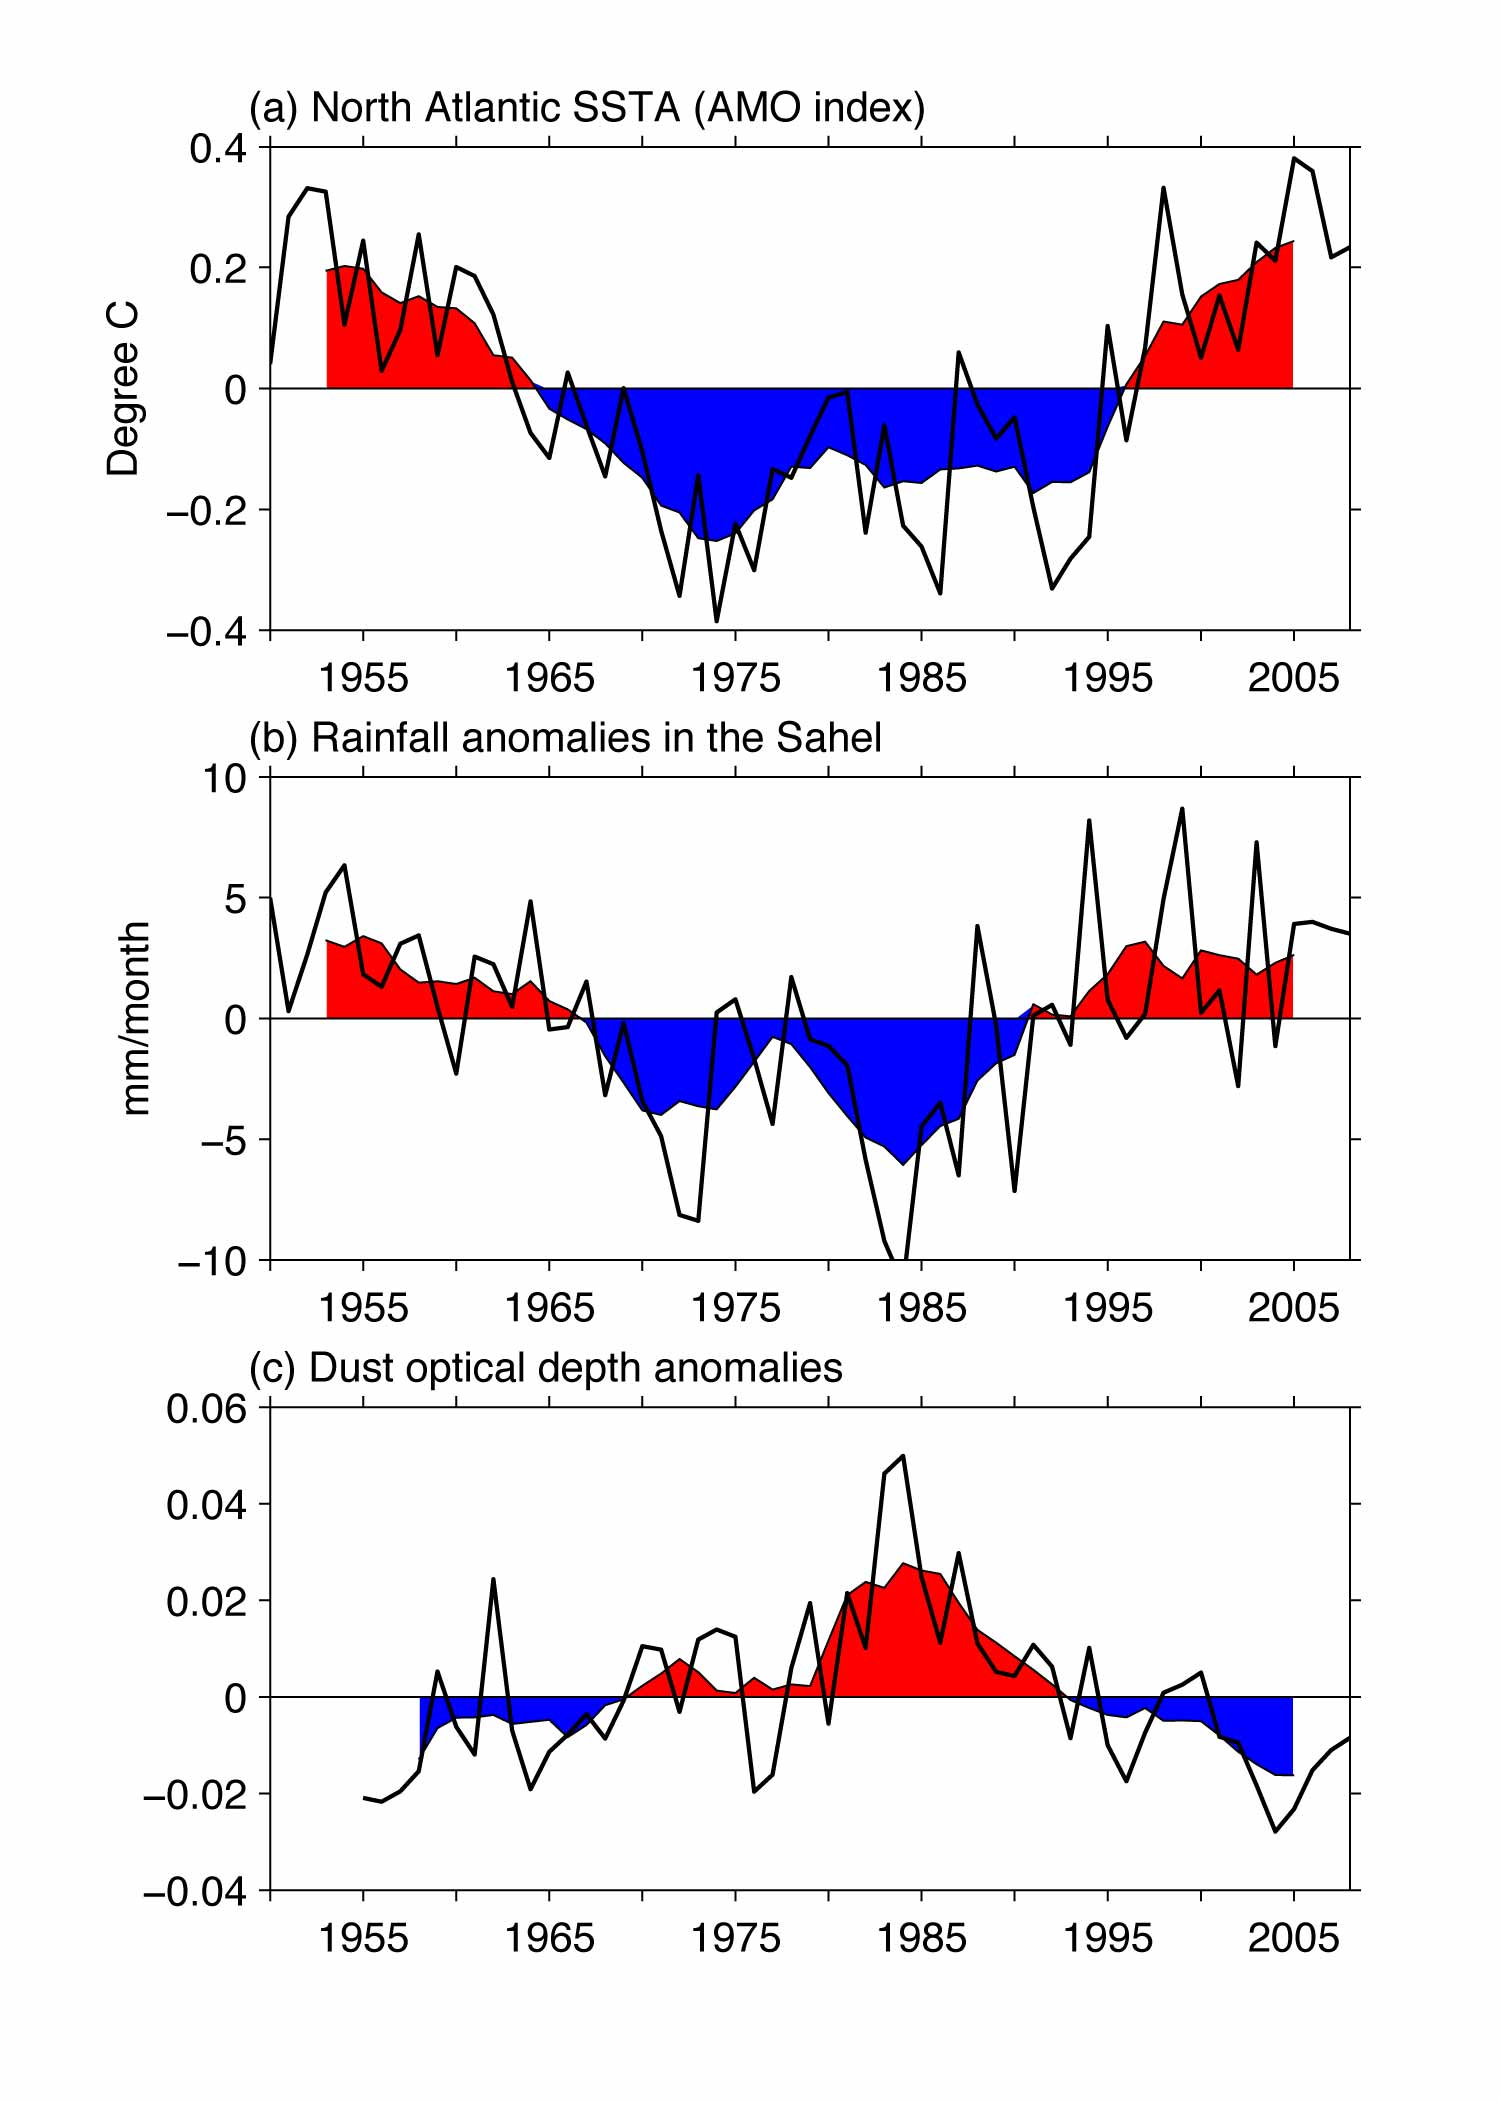 (a) North Atlantic SSTA (AMO index)
0.4
0.2
0
−0.2
−0.4
Degree C
1955 1965 1975 1985 1995 2005
(b) Rainfall anomalies in the Sahel
10
5
0
−5
−10
mm/month
1955 1965 1975 1985 1995 2005
(c) Dust optical depth anomalies
0.06
0.04
0.02
0
−0.02
−0.04
1955 1965 1975 1985 1995 2005